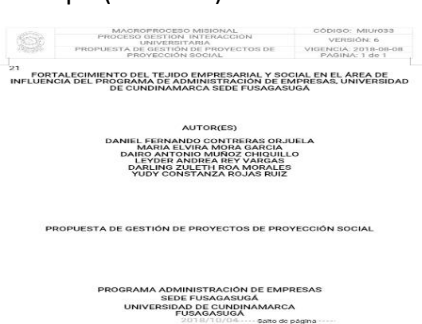 MACROPROCESO MISIONAL
PROCESO GESTION INTERACCION
UNIVERSITARIA
PROPUESTA DE GESTIÓN DE PROYECTOS DE
PROYECCIÓN SOCIAL
CÓDIGO: MIUr033
VERSIÓN: 6
VIGENCIA: 2018-08-08
PAGINA: 1 de 1
21
FORTALECIMIENTO DEL TEJIDO EMPRESARIAL Y SOCIAL EN EL ÁREA DE
INFLUENCIA DEL PROGRAMA DE ADMINISTRACIÓN DE EMPRESAS, UNIVERSIDAD
DE CUNDINAMARCA SEDE FUSAGASUGÁ
AUTOR(ES)
DANIEL FERNANDO CONTRERAS ORJUELA
MARIA ELVIRA MORA GARCIA
DAIRO ANTONIO MUÑOZ CHIQUILLO
LEYDER ANDREA REY VARGAS
DARLING ZULETH ROA MORALES
YUDY CONSTANZA ROJAS RUIZ
PROPUESTA DE GESTIÓN DE PROYECTOS DE PROYECCIÓN SOCIAL
PROGRAMA ADMINISTRACIÓN DE EMPRESAS
SEDE FUSAGASUGÁ
UNIVERSIDAD DE CUNDINAMARCA
FUSAGASUGÁ
2018/10/04 Salto de página